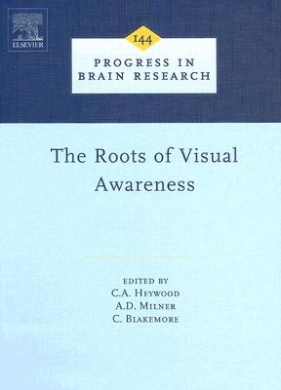 ELSEVIER
144
PROGRESS IN
BRAIN RESEARCH
The Roots of Visual
Awareness
EDITED BY
C.A. HEYWOOD
A.D. MILNER
C. BLAKEMORE